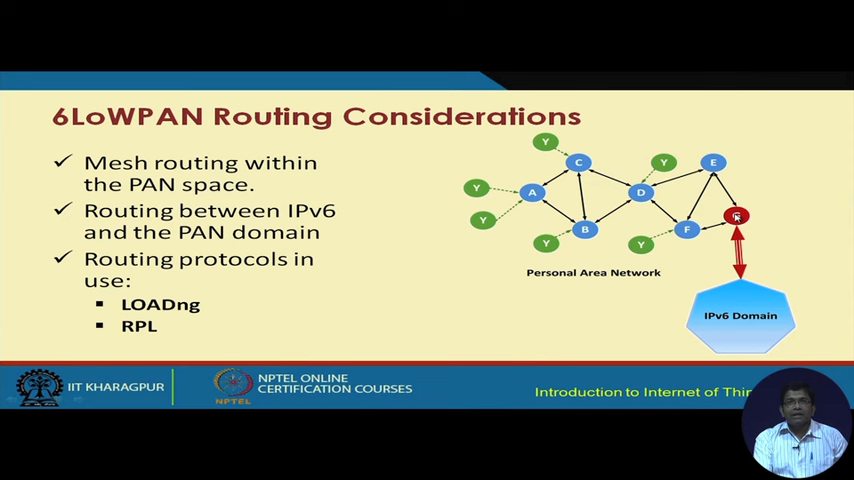 6LoWPAN Routing Considerations
Mesh routing within
the PAN space.
Routing between IPv6
and the PAN domain
Routing protocols in
use:
LOADng
RPL
Y
C
Y
E
Y
A
D
Y
B
Y
Y
F
Personal Area Network
IPv6 Domain
IIT KHARAGPUR
NPTEL
NPTEL ONLINE
CERTIFICATION COURSES
Introduction to Internet of